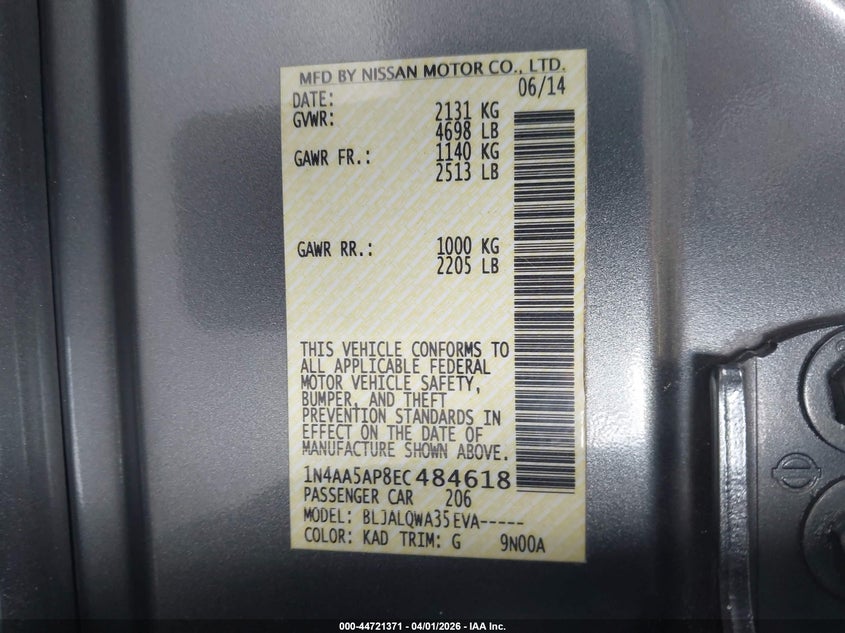 MFD BY NISSAN MOTOR CO., LTD.
DATE: 06/14
GVWR: 2131 KG
4698 LB
GAWR FR.: 1140 KG
2513 LB
GAWR RR.: 1000 KG
2205 LB
THIS VEHICLE CONFORMS TO
ALL APPLICABLE FEDERAL
MOTOR VEHICLE SAFETY,
BUMPER, AND THEFT
PREVENTION STANDARDS IN
EFFECT ON THE DATE OF
MANUFACTURE SHOWN ABOVE.
1N4AA5AP8EC484618
PASSENGER CAR 206
MODEL: BLJALQWA35EVA-----
COLOR: KAD TRIM: G 9N00A
000-44721371 - 04/01/2026 - IAA Inc.